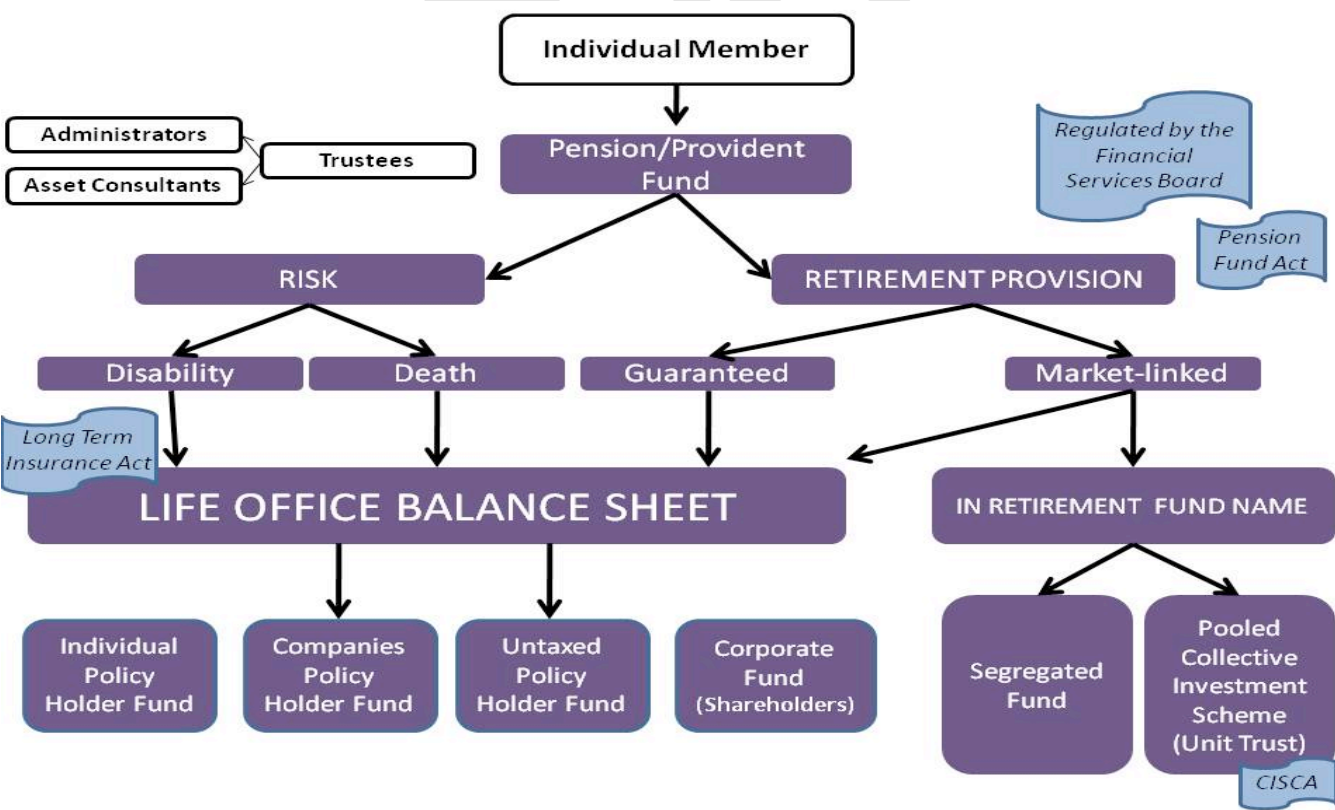 Individual Member
Administrators
Trustees
Asset Consultants
Pension/Provident
Fund
Regulated by the
Financial
Services Board
Pension
Fund Act
RISK
RETIREMENT PROVISION
Disability
Death
Guaranteed
Market-linked
Long Term
Insurance Act
LIFE OFFICE BALANCE SHEET
IN RETIREMENT FUND NAME
Individual
Policy
Holder Fund
Companies
Policy
Holder Fund
Untaxed
Policy
Holder Fund
Corporate
Fund
(Shareholders)
Segregated
Fund
Pooled
Collective
Investment
Scheme
(Unit Trust)
CISCA